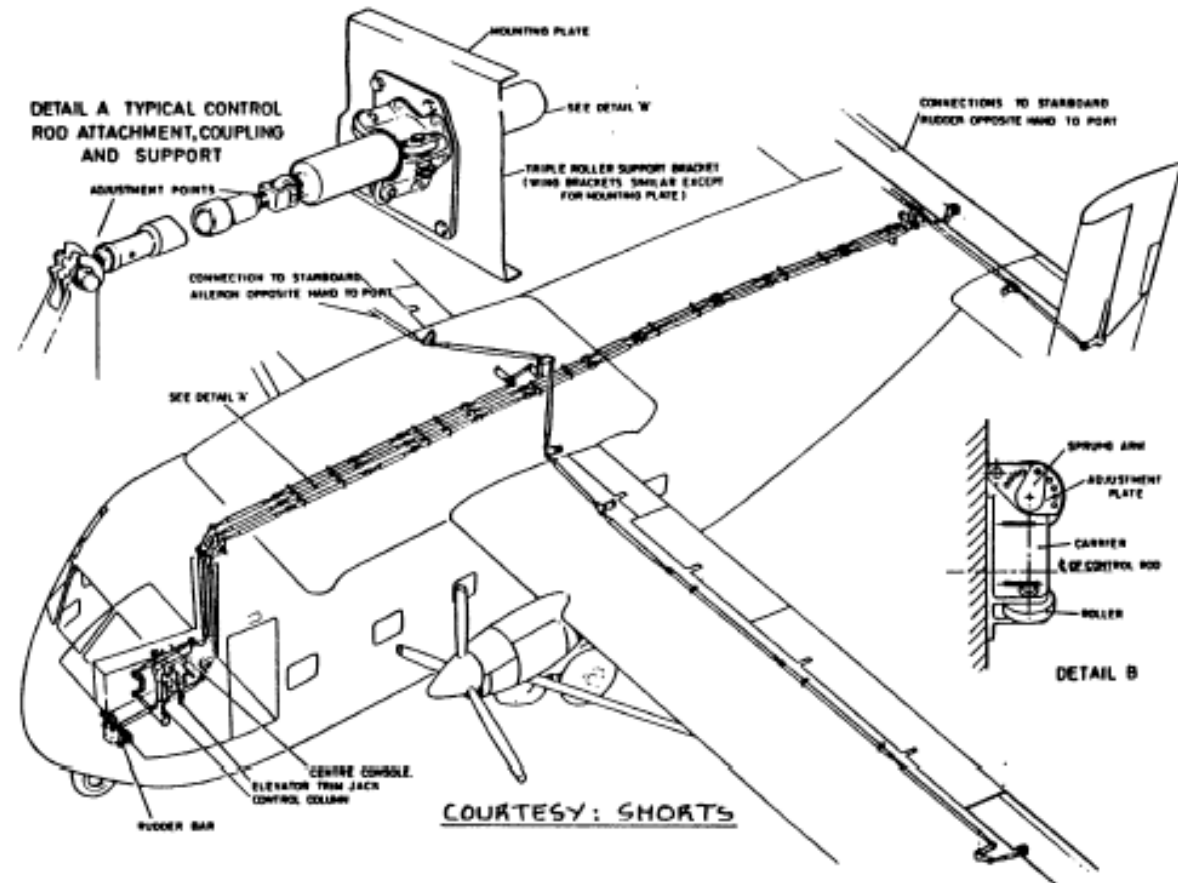 MOUNTING PLATE
DETAIL A TYPICAL CONTROL
ROD ATTACHMENT, COUPLING
AND SUPPORT
SEE DETAIL 'B'
CONNECTIONS TO STARBOARD
RUDDER OPPOSITE HAND TO PORT
ADJUSTMENT POINTS
TRIPLE ROLLER SUPPORT BRACKET
(WING BRACKETS SIMILAR EXCEPT
FOR MOUNTING PLATE)
CONNECTION TO STARBOARD
AILERON OPPOSITE HAND TO PORT
SEE DETAIL 'A'
SPRUNG ARM
ADJUSTMENT
PLATE
CARRIER
℄ OF CONTROL ROD
ROLLER
DETAIL B
CENTRE CONSOLE.
ELEVATOR TRIM JACK
CONTROL COLUMN
RUDDER BAR
COURTESY: SHORTS